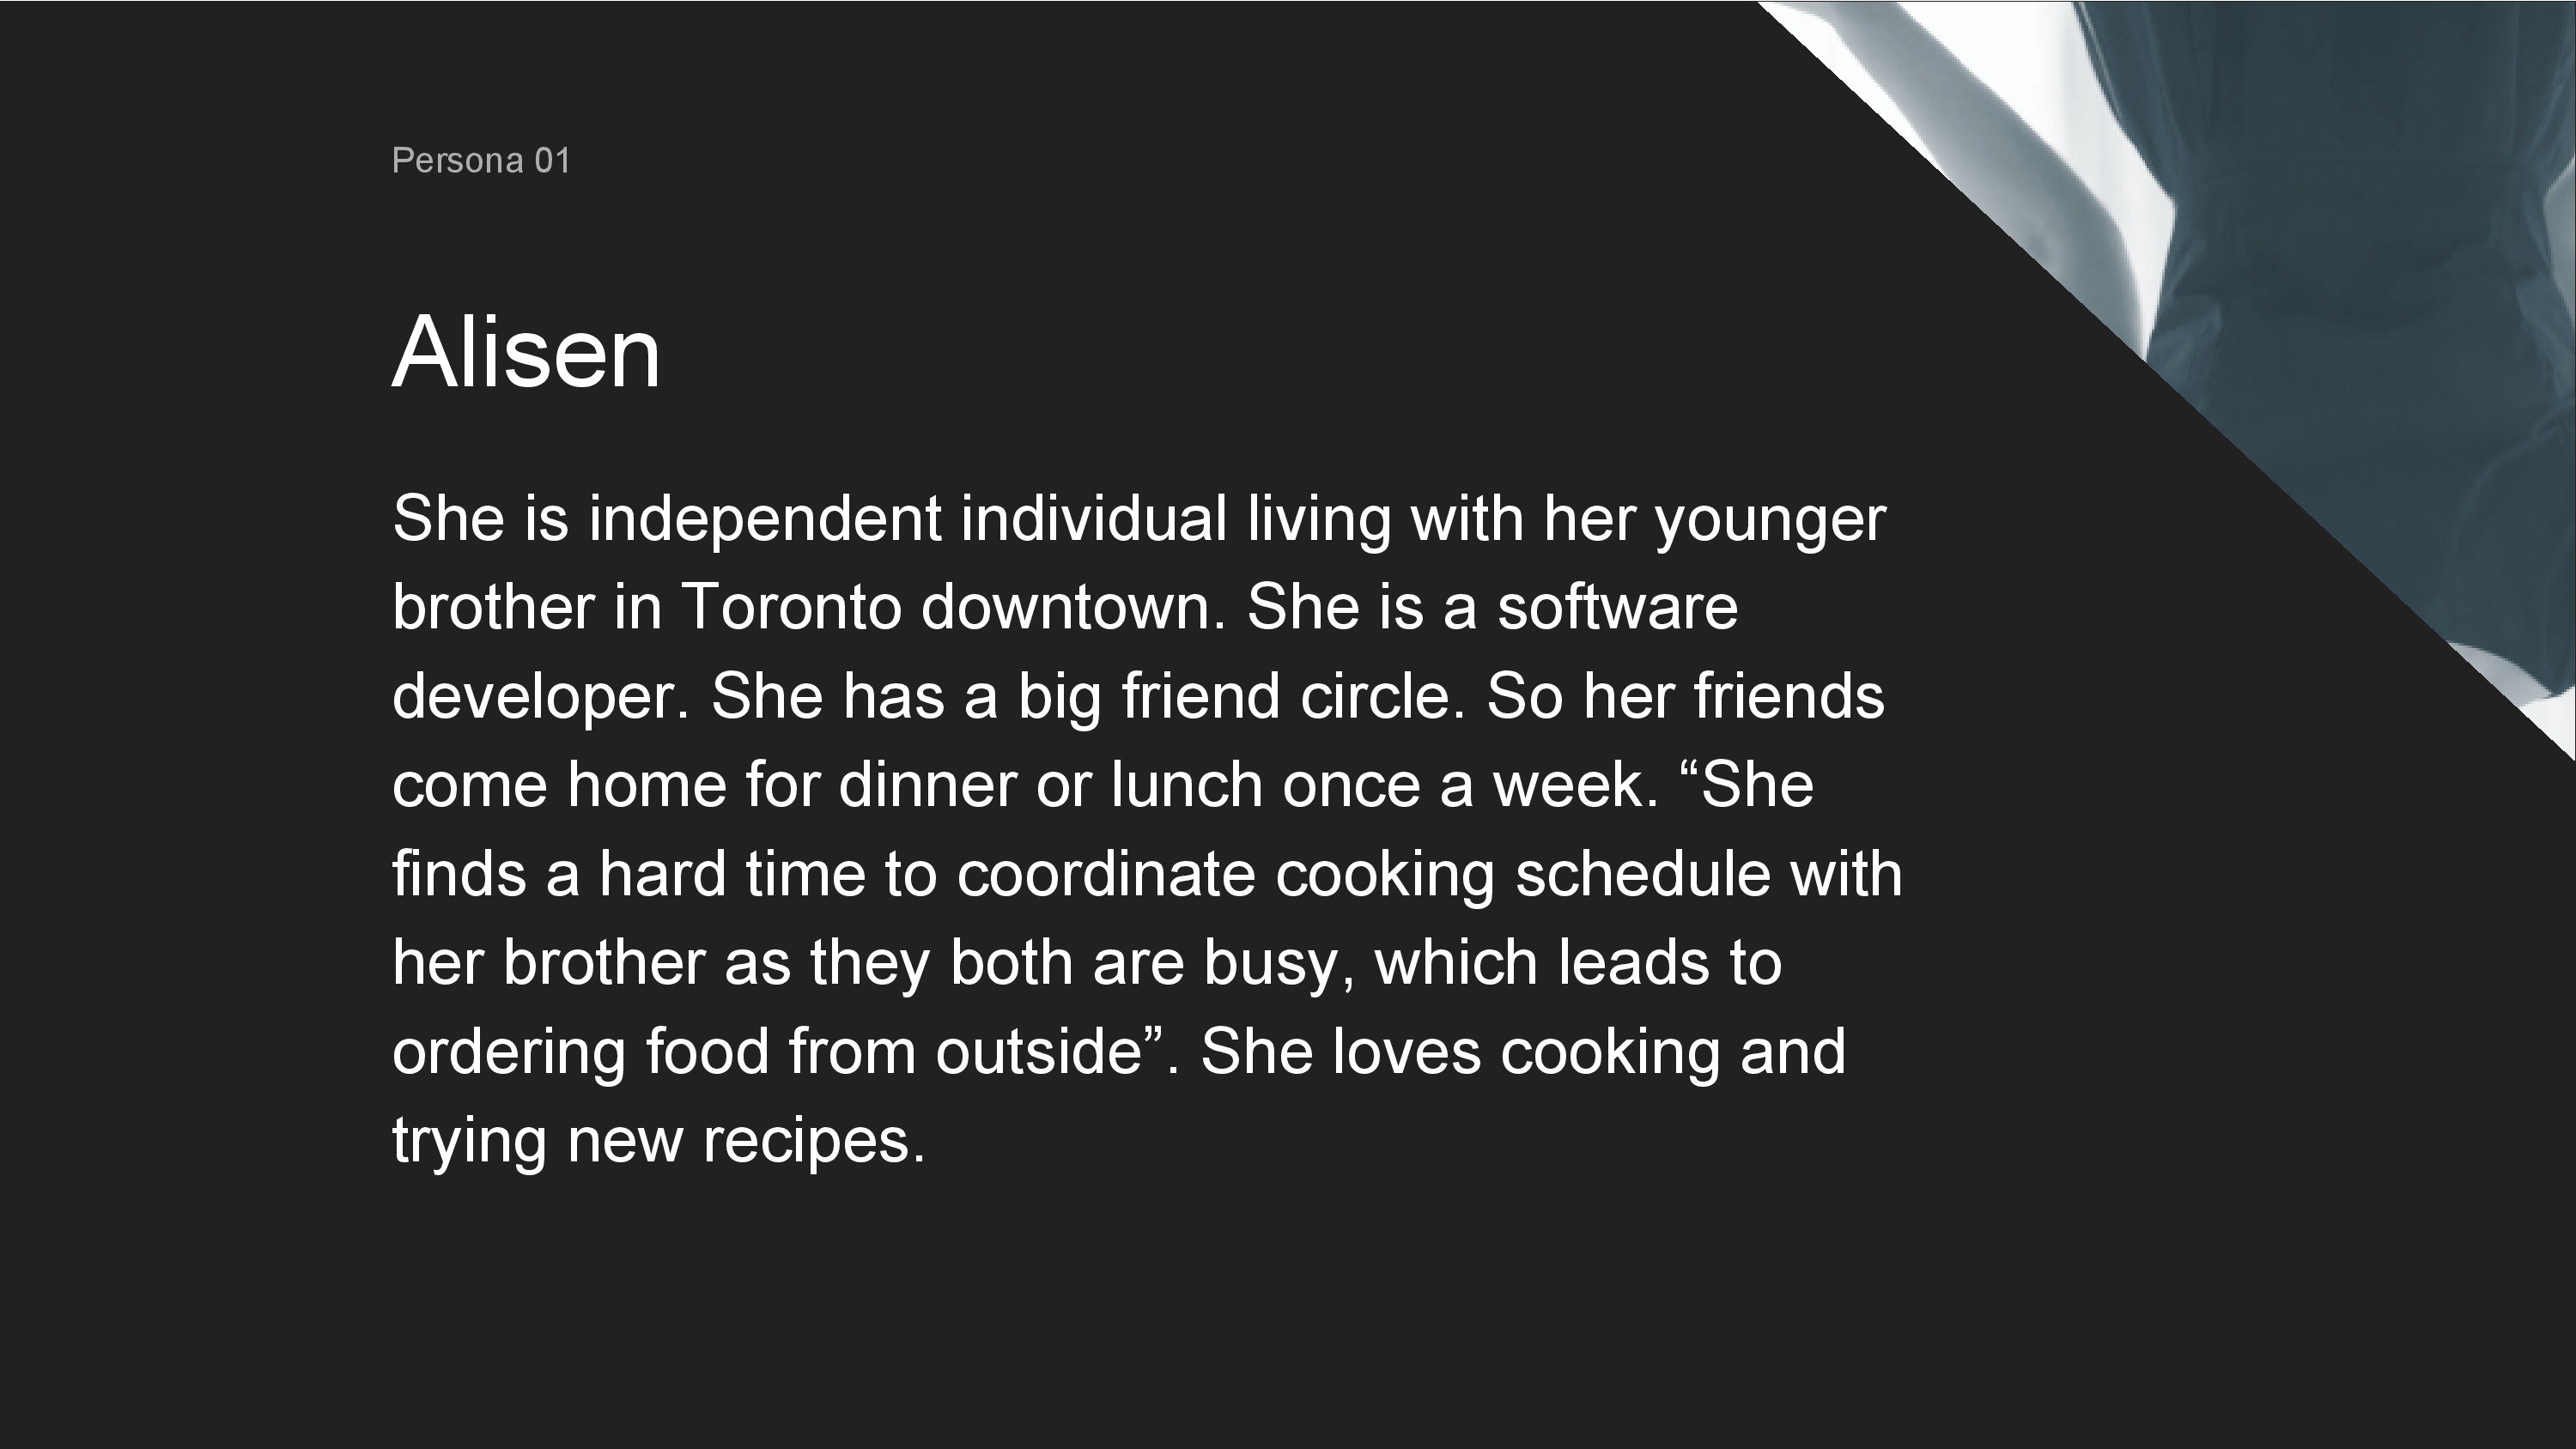 Persona 01
Alisen
She is independent individual living with her younger
brother in Toronto downtown. She is a software
developer. She has a big friend circle. So her friends
come home for dinner or lunch once a week. “She
finds a hard time to coordinate cooking schedule with
her brother as they both are busy, which leads to
ordering food from outside”. She loves cooking and
trying new recipes.